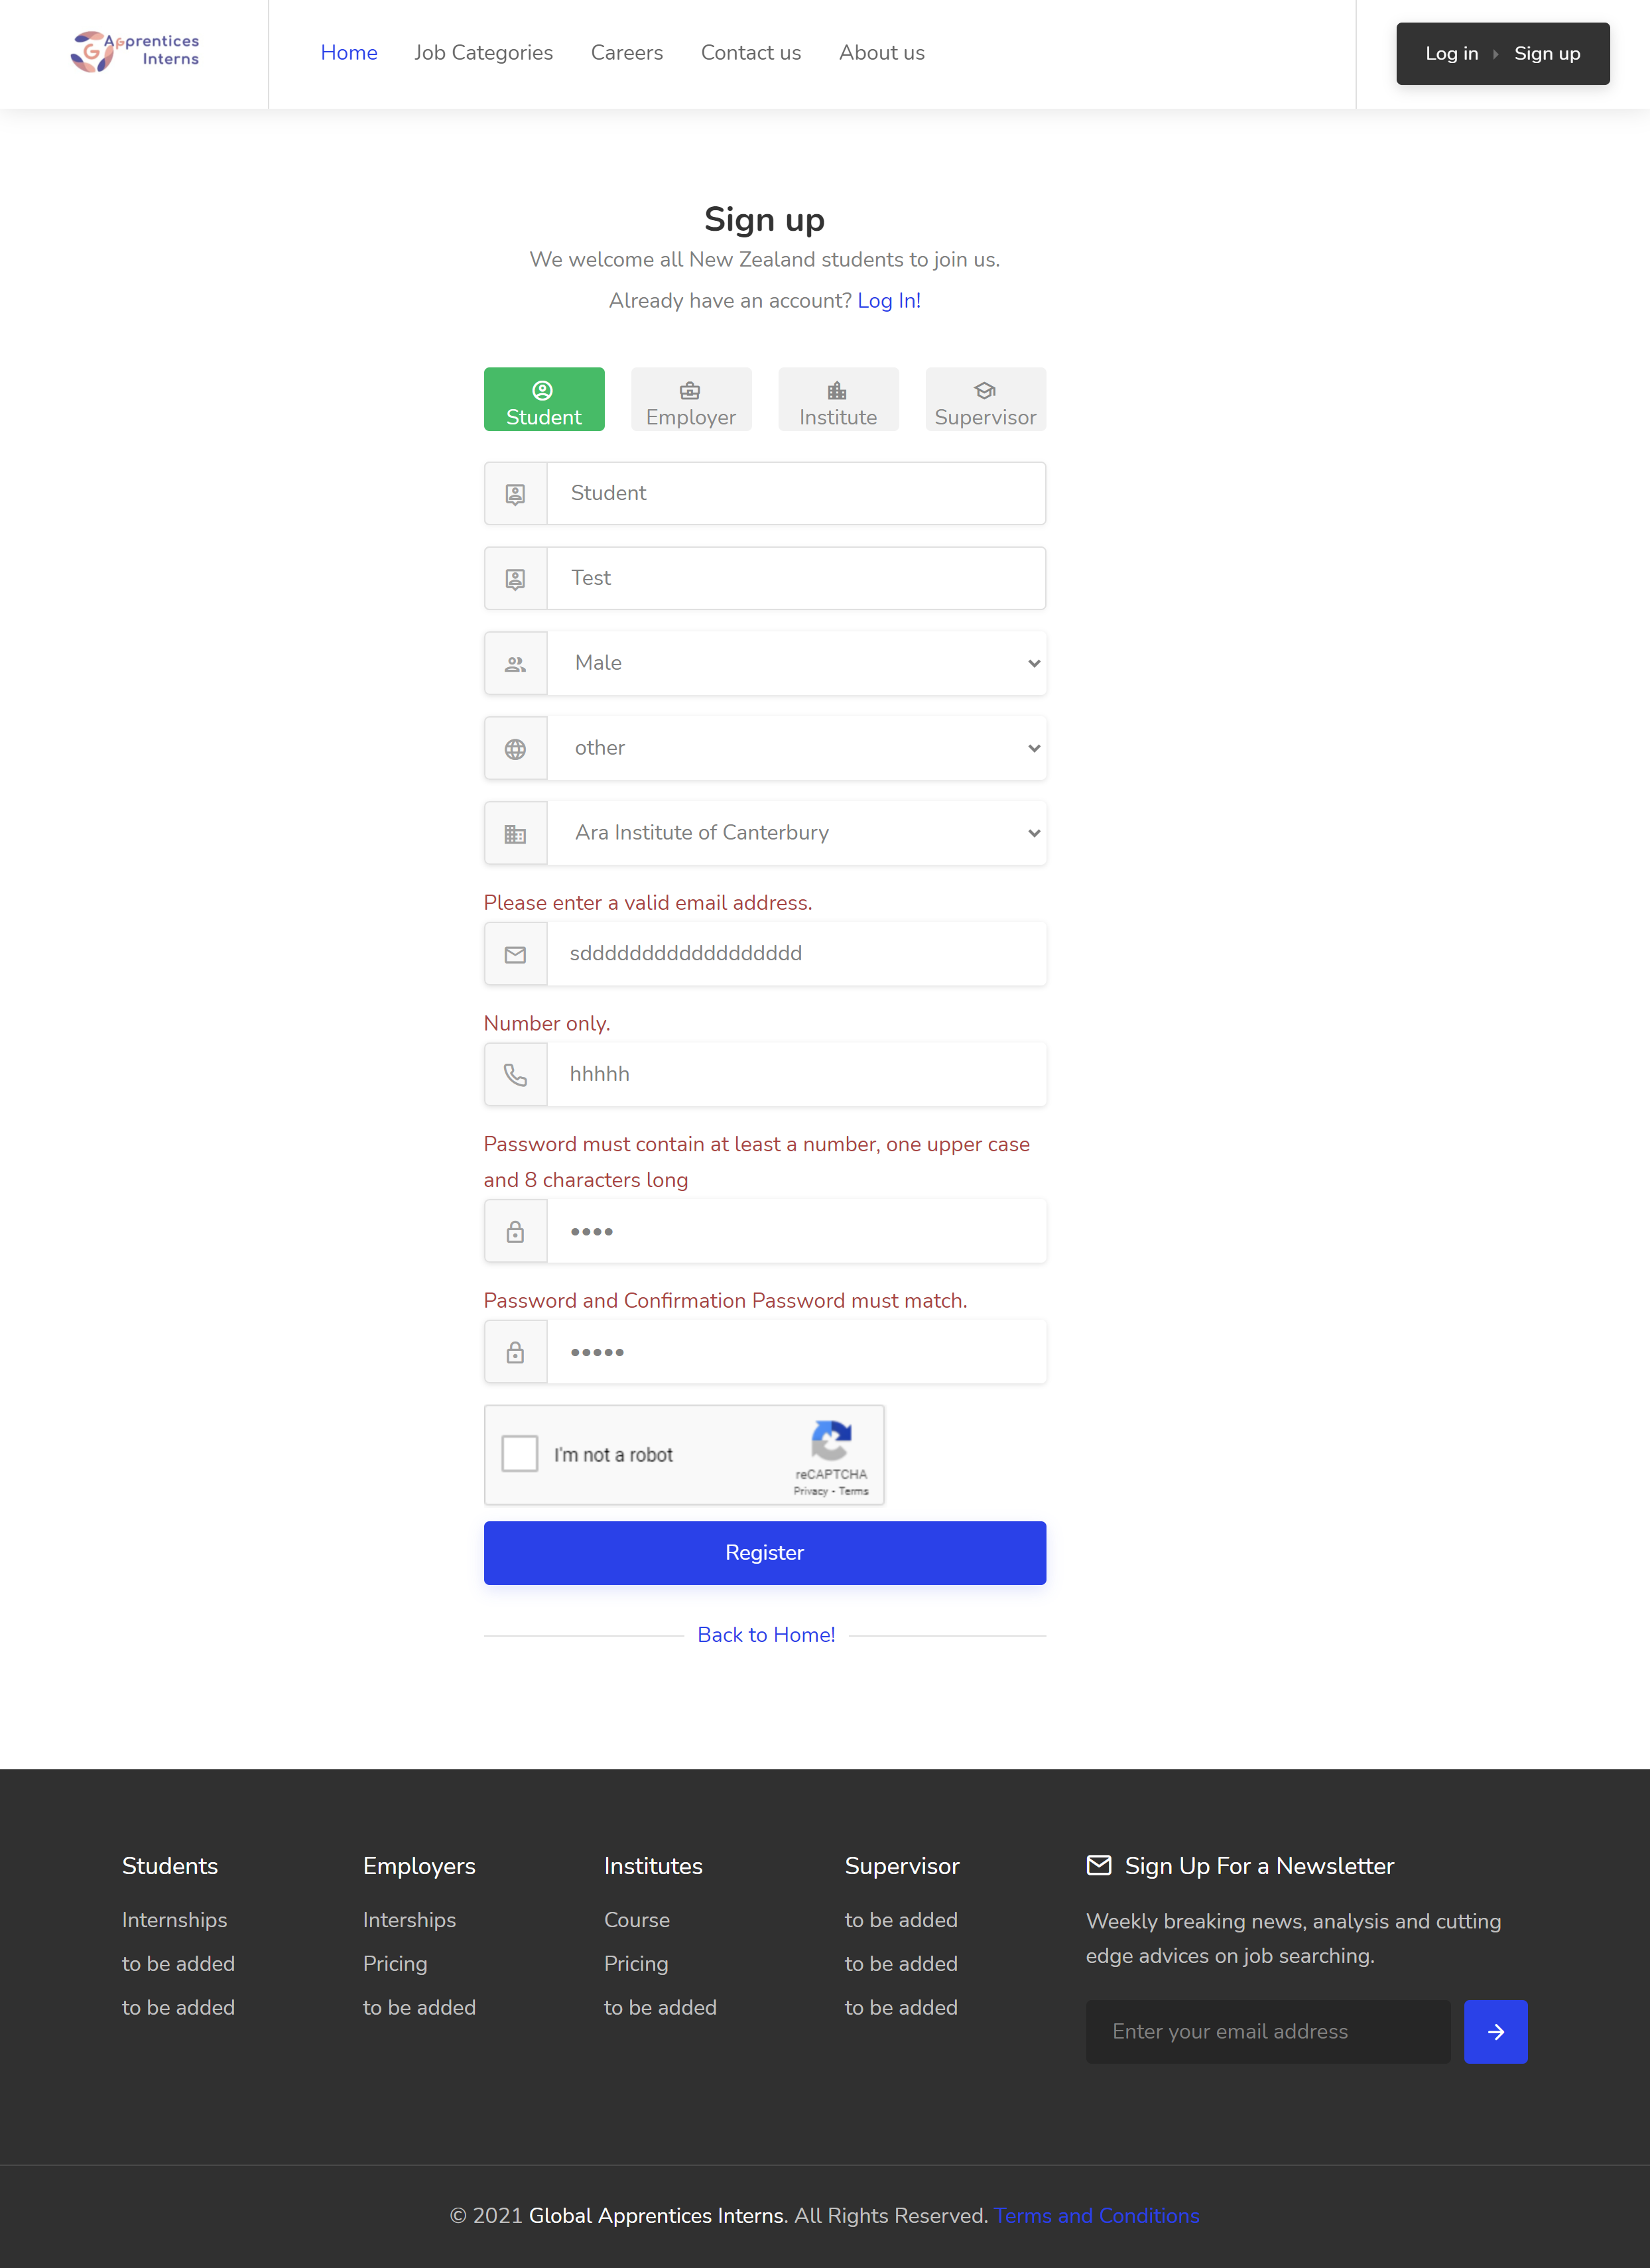 Apprentices
G
Interns
Home
Job Categories
Careers
Contact us
About us
Log in
Sign up
Sign up
We welcome all New Zealand students to join us.
Already have an account? Log In!
Student
Employer
Institute
Supervisor
Student
Test
Male
other
Ara Institute of Canterbury
Please enter a valid email address.
sdddddddddddddddddd
Number only.
hhhhh
Password must contain at least a number, one upper case
and 8 characters long
••••
Password and Confirmation Password must match.
•••••
I'm not a robot
reCAPTCHA
Privacy - Terms
Register
Back to Home!
Students
Internships
to be added
to be added
Employers
Interships
Pricing
to be added
Institutes
Course
Pricing
to be added
Supervisor
to be added
to be added
to be added
Sign Up For a Newsletter
Weekly breaking news, analysis and cutting
edge advices on job searching.
Enter your email address
© 2021 Global Apprentices Interns. All Rights Reserved. Terms and Conditions